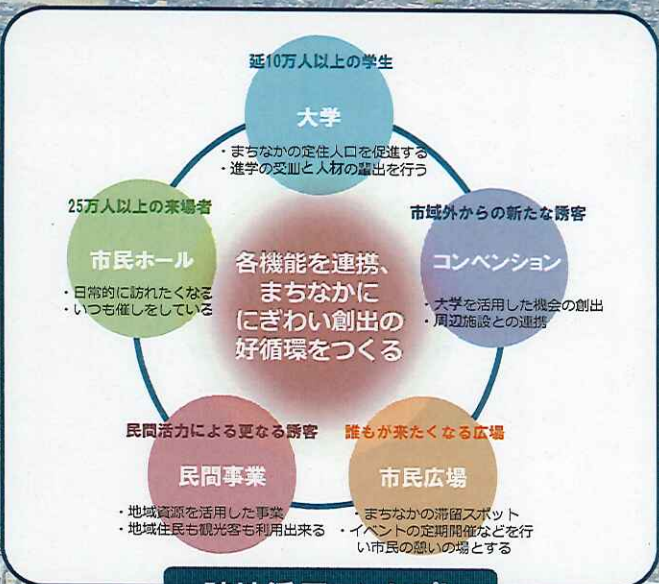 延10万人以上の学生
大学
・まちなかの定住人口を促進する
・進学の受皿と人材の輩出を行う
25万人以上の来場者
市民ホール
・日常的に訪れたくなる
・いつも催しをしている
市域外からの新たな誘客
コンベンション
・大学を活用した機会の創出
・周辺施設との連携
各機能を連携、
まちなかに
にぎわい創出の
好循環をつくる
民間活力による更なる誘客
民間事業
・地域資源を活用した事業
・地域住民も観光客も利用出来る
誰もが来たくなる広場
市民広場
・まちなかの滞留スポット
・イベントの定期開催などを行
い市民の憩いの場とする